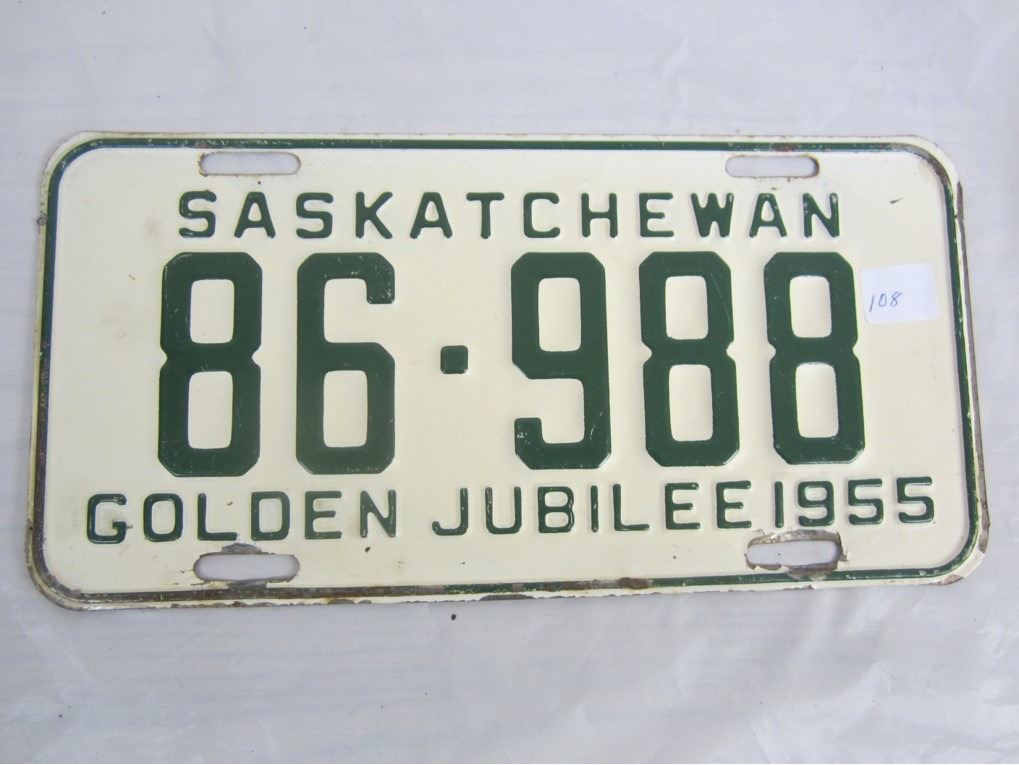 SASKATCHEWAN
86·988
108
GOLDEN JUBILEE 1955